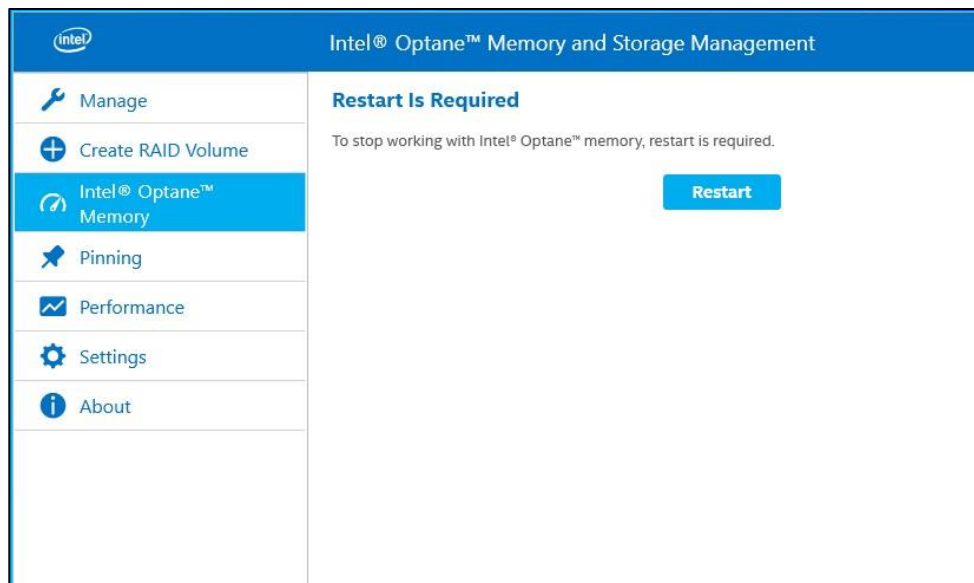 intel
Intel® Optane™ Memory and Storage Management
Manage
Create RAID Volume
Intel® Optane™
Memory
Pinning
Performance
Settings
About
Restart Is Required
To stop working with Intel® Optane™ memory, restart is required.
Restart